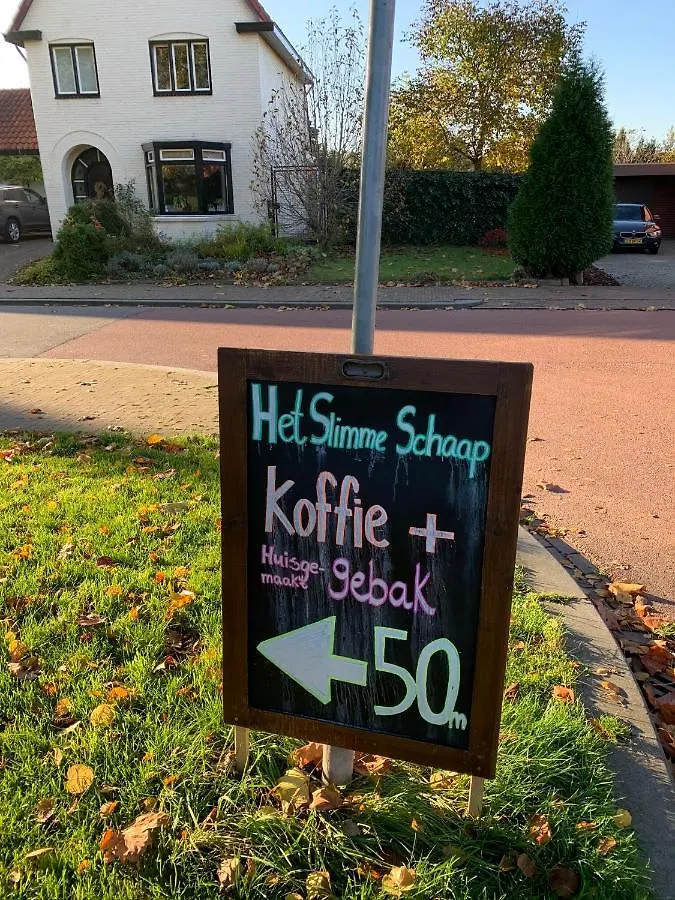 Het Slimme Schaap
Koffie +
Huisge-
maakt gebak
50m